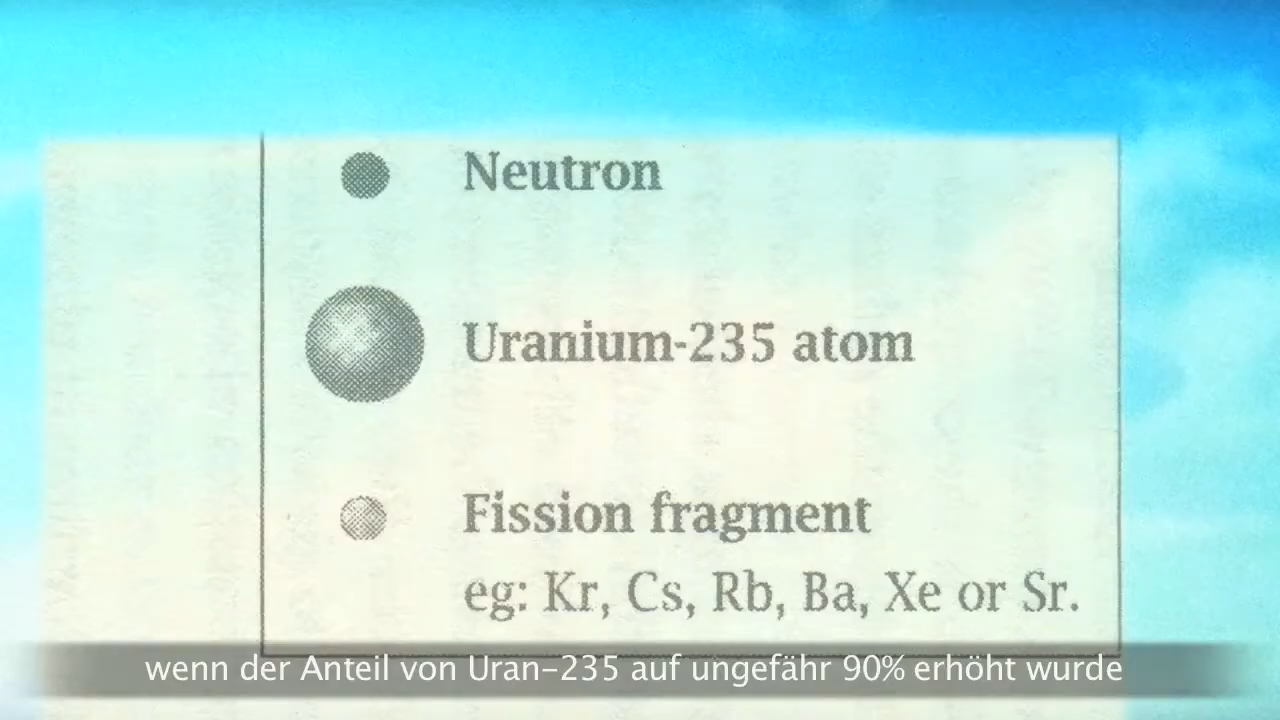 Neutron
Uranium-235 atom
Fission fragment
eg: Kr, Cs, Rb, Ba, Xe or Sr.
wenn der Anteil von Uran-235 auf ungefähr 90% erhöht wurde